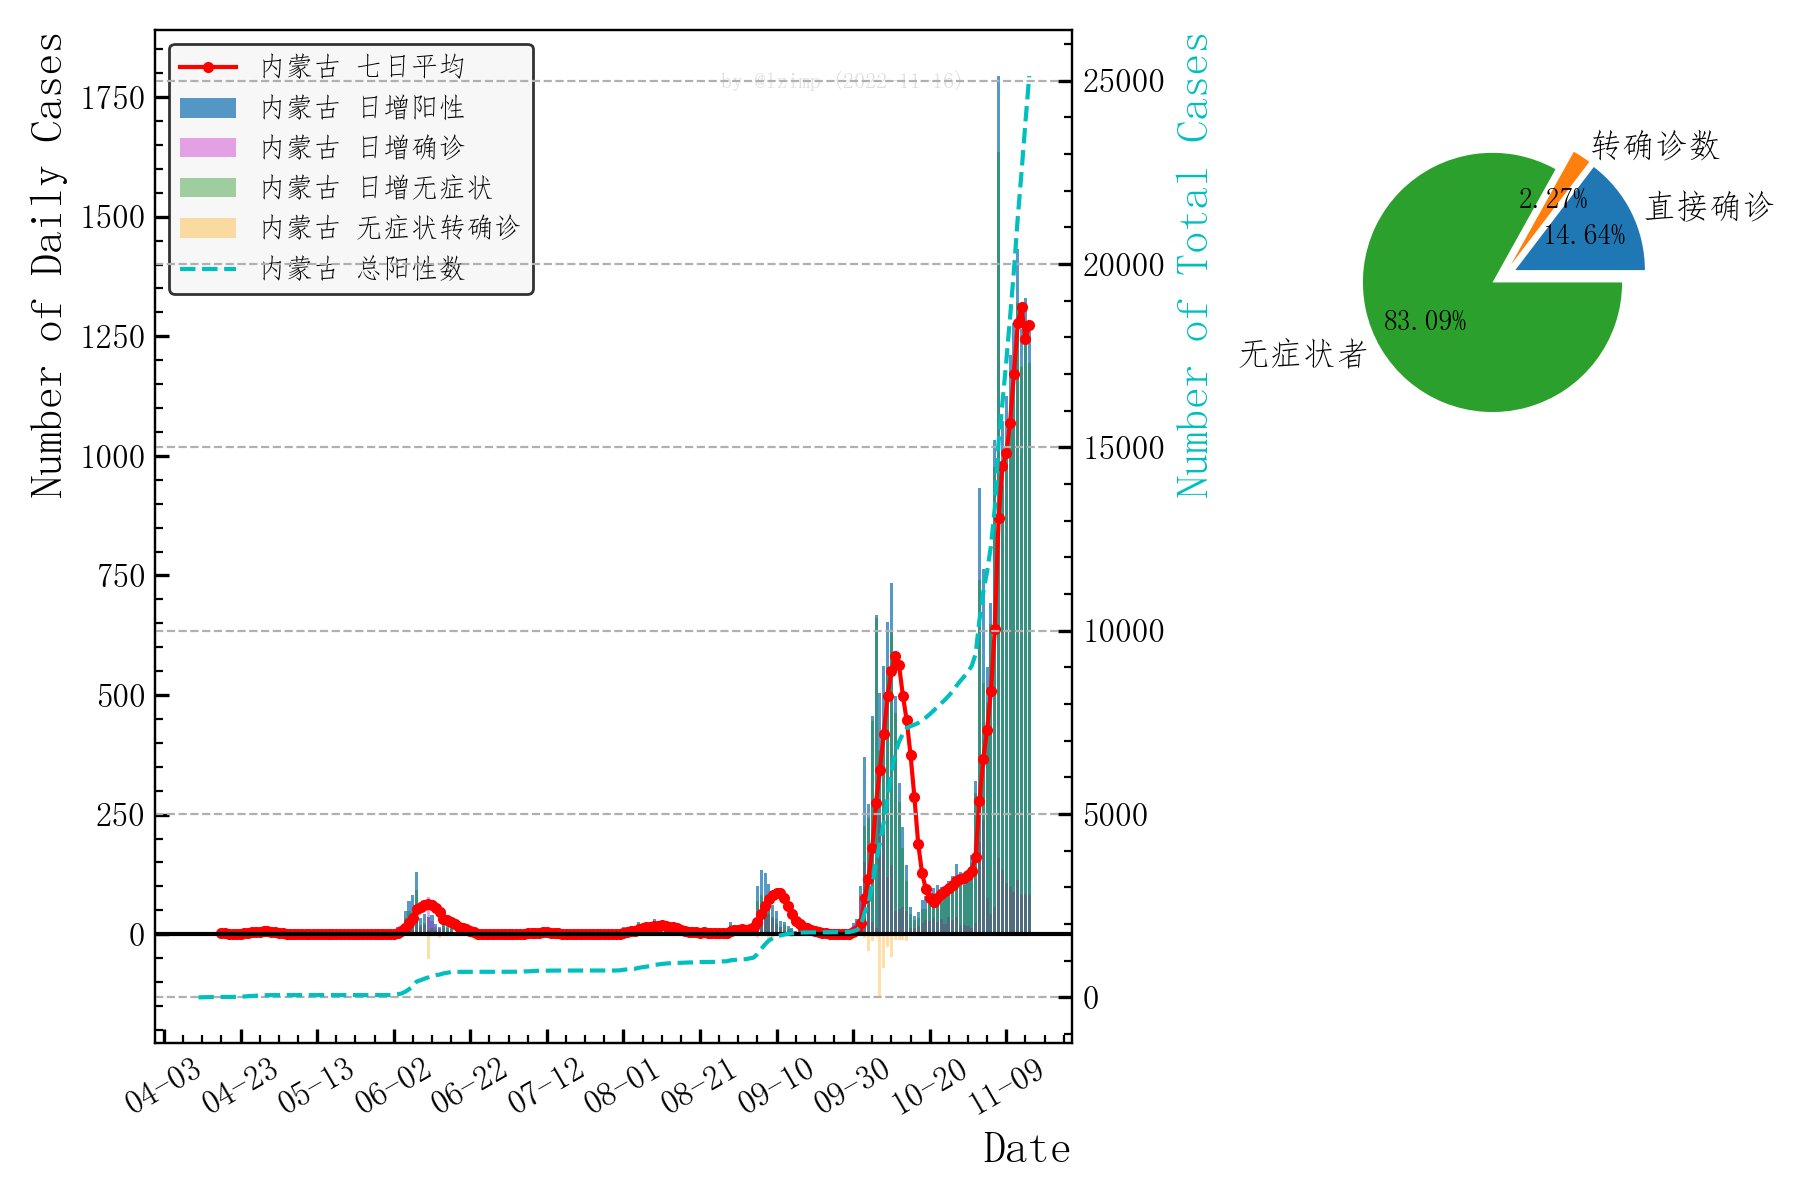 by @lzimp (2022-11-16)
内蒙古 七日平均
内蒙古 日增阳性
内蒙古 日增确诊
内蒙古 日增无症状
内蒙古 无症状转确诊
内蒙古 总阳性数
Number of Daily Cases
1750
1500
1250
1000
750
500
250
0
04-03
04-23
05-13
06-02
06-22
07-12
08-01
08-21
09-10
09-30
10-20
11-09
Date
25000
20000
15000
10000
5000
0
Number of Total Cases
转确诊数
2.27%
直接确诊
14.64%
83.09%
无症状者